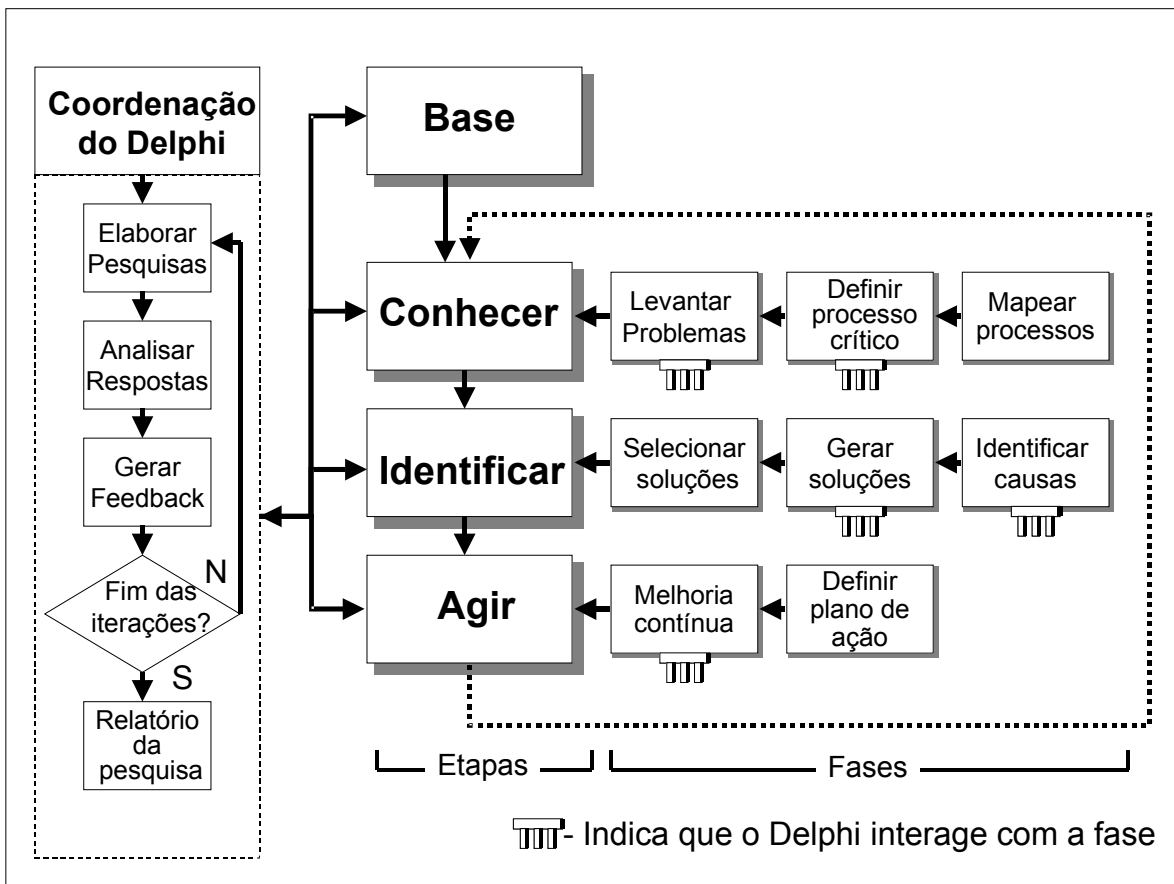 Coordenação
do Delphi
Elaborar
Pesquisas
Analisar
Respostas
Gerar
Feedback
Fim das
iterações?
N
S
Relatório
da
pesquisa
Base
Conhecer
Levantar
Problemas
Definir
processo
crítico
Mapear
processos
Identificar
Selecionar
soluções
Gerar
soluções
Identificar
causas
Agir
Melhoria
contínua
Definir
plano de
ação
Etapas
Fases
- Indica que o Delphi interage com a fase